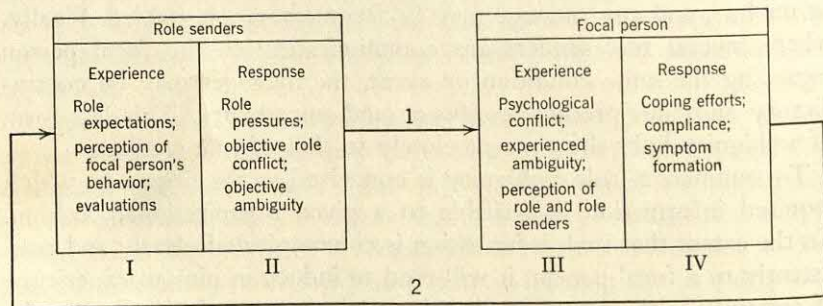 Role senders
Experience
Role
expectations;
perception of
focal person's
behavior;
evaluations
I
Response
Role
pressures;
objective role
conflict;
objective
ambiguity
II
1
Focal person
Experience
Psychological
conflict;
experienced
ambiguity;
perception of
role and role
senders
III
Response
Coping efforts;
compliance;
symptom
formation
IV
2